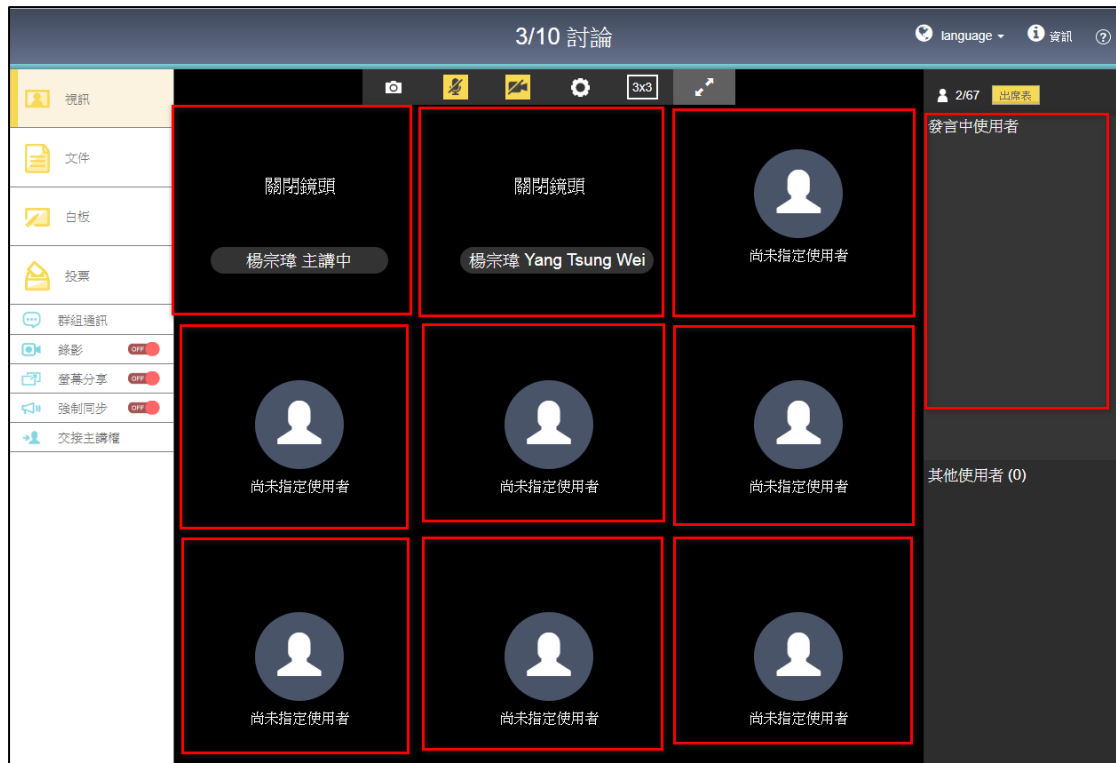 3/10 討論
language
資訊
視訊
文件
白板
投票
群組通訊
錄影 OFF
螢幕分享 OFF
強制同步 OFF
交接主講權
3x3
關閉鏡頭
楊宗瑋 主講中
關閉鏡頭
楊宗瑋 Yang Tsung Wei
尚未指定使用者
尚未指定使用者
尚未指定使用者
尚未指定使用者
尚未指定使用者
尚未指定使用者
尚未指定使用者
2/67 出席表
發言中使用者
其他使用者 (0)